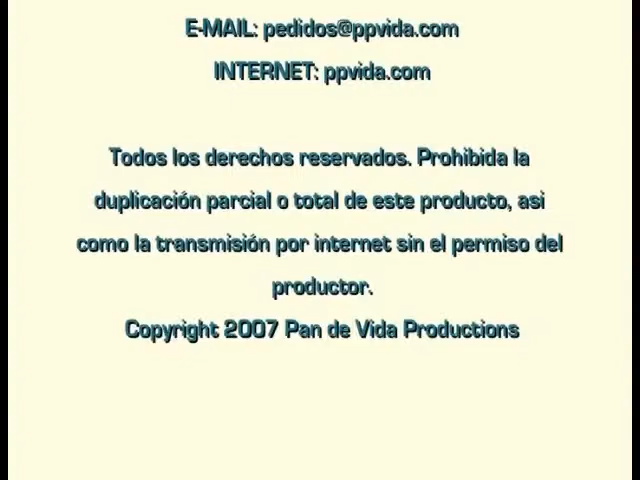 E-MAIL: pedidos@ppvida.com
INTERNET: ppvida.com
Todos los derechos reservados. Prohibida la
duplicación parcial o total de este producto, asi
como la transmisión por internet sin el permiso del
productor.
Copyright 2007 Pan de Vida Productions